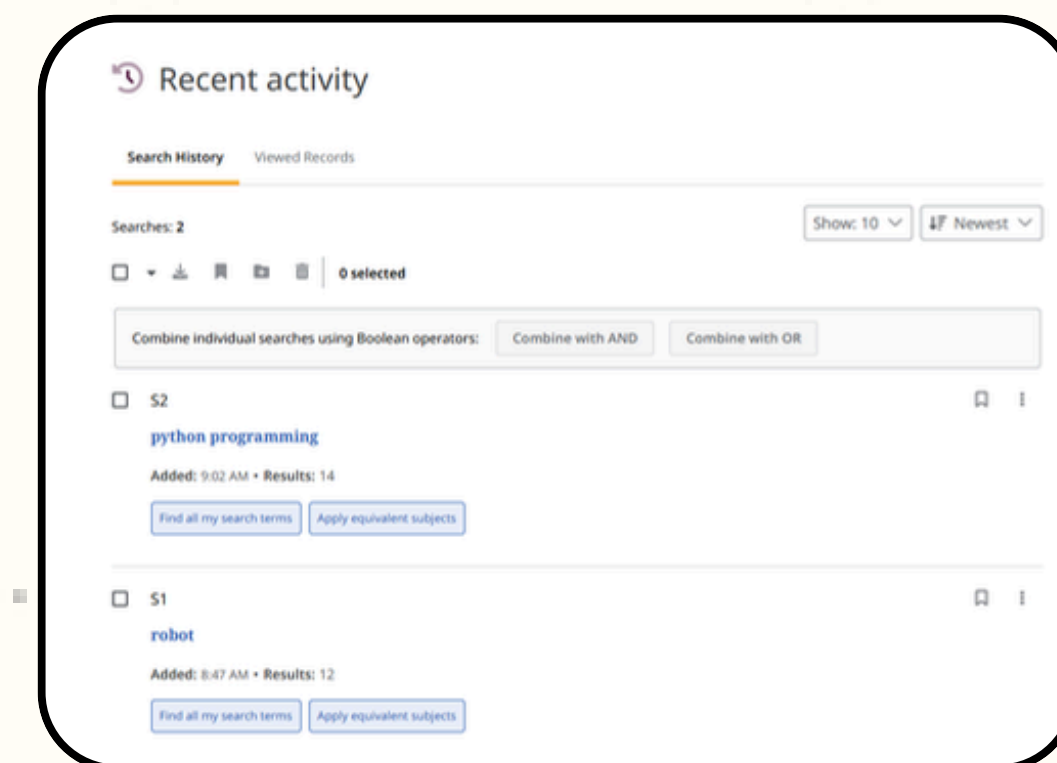 Recent activity
Search History Viewed Records
Searches: 2 Show: 10 Newest
0 selected
Combine individual searches using Boolean operators: Combine with AND Combine with OR
S2
python programming
Added: 9:02 AM • Results: 14
Find all my search terms Apply equivalent subjects
S1
robot
Added: 8:47 AM • Results: 12
Find all my search terms Apply equivalent subjects